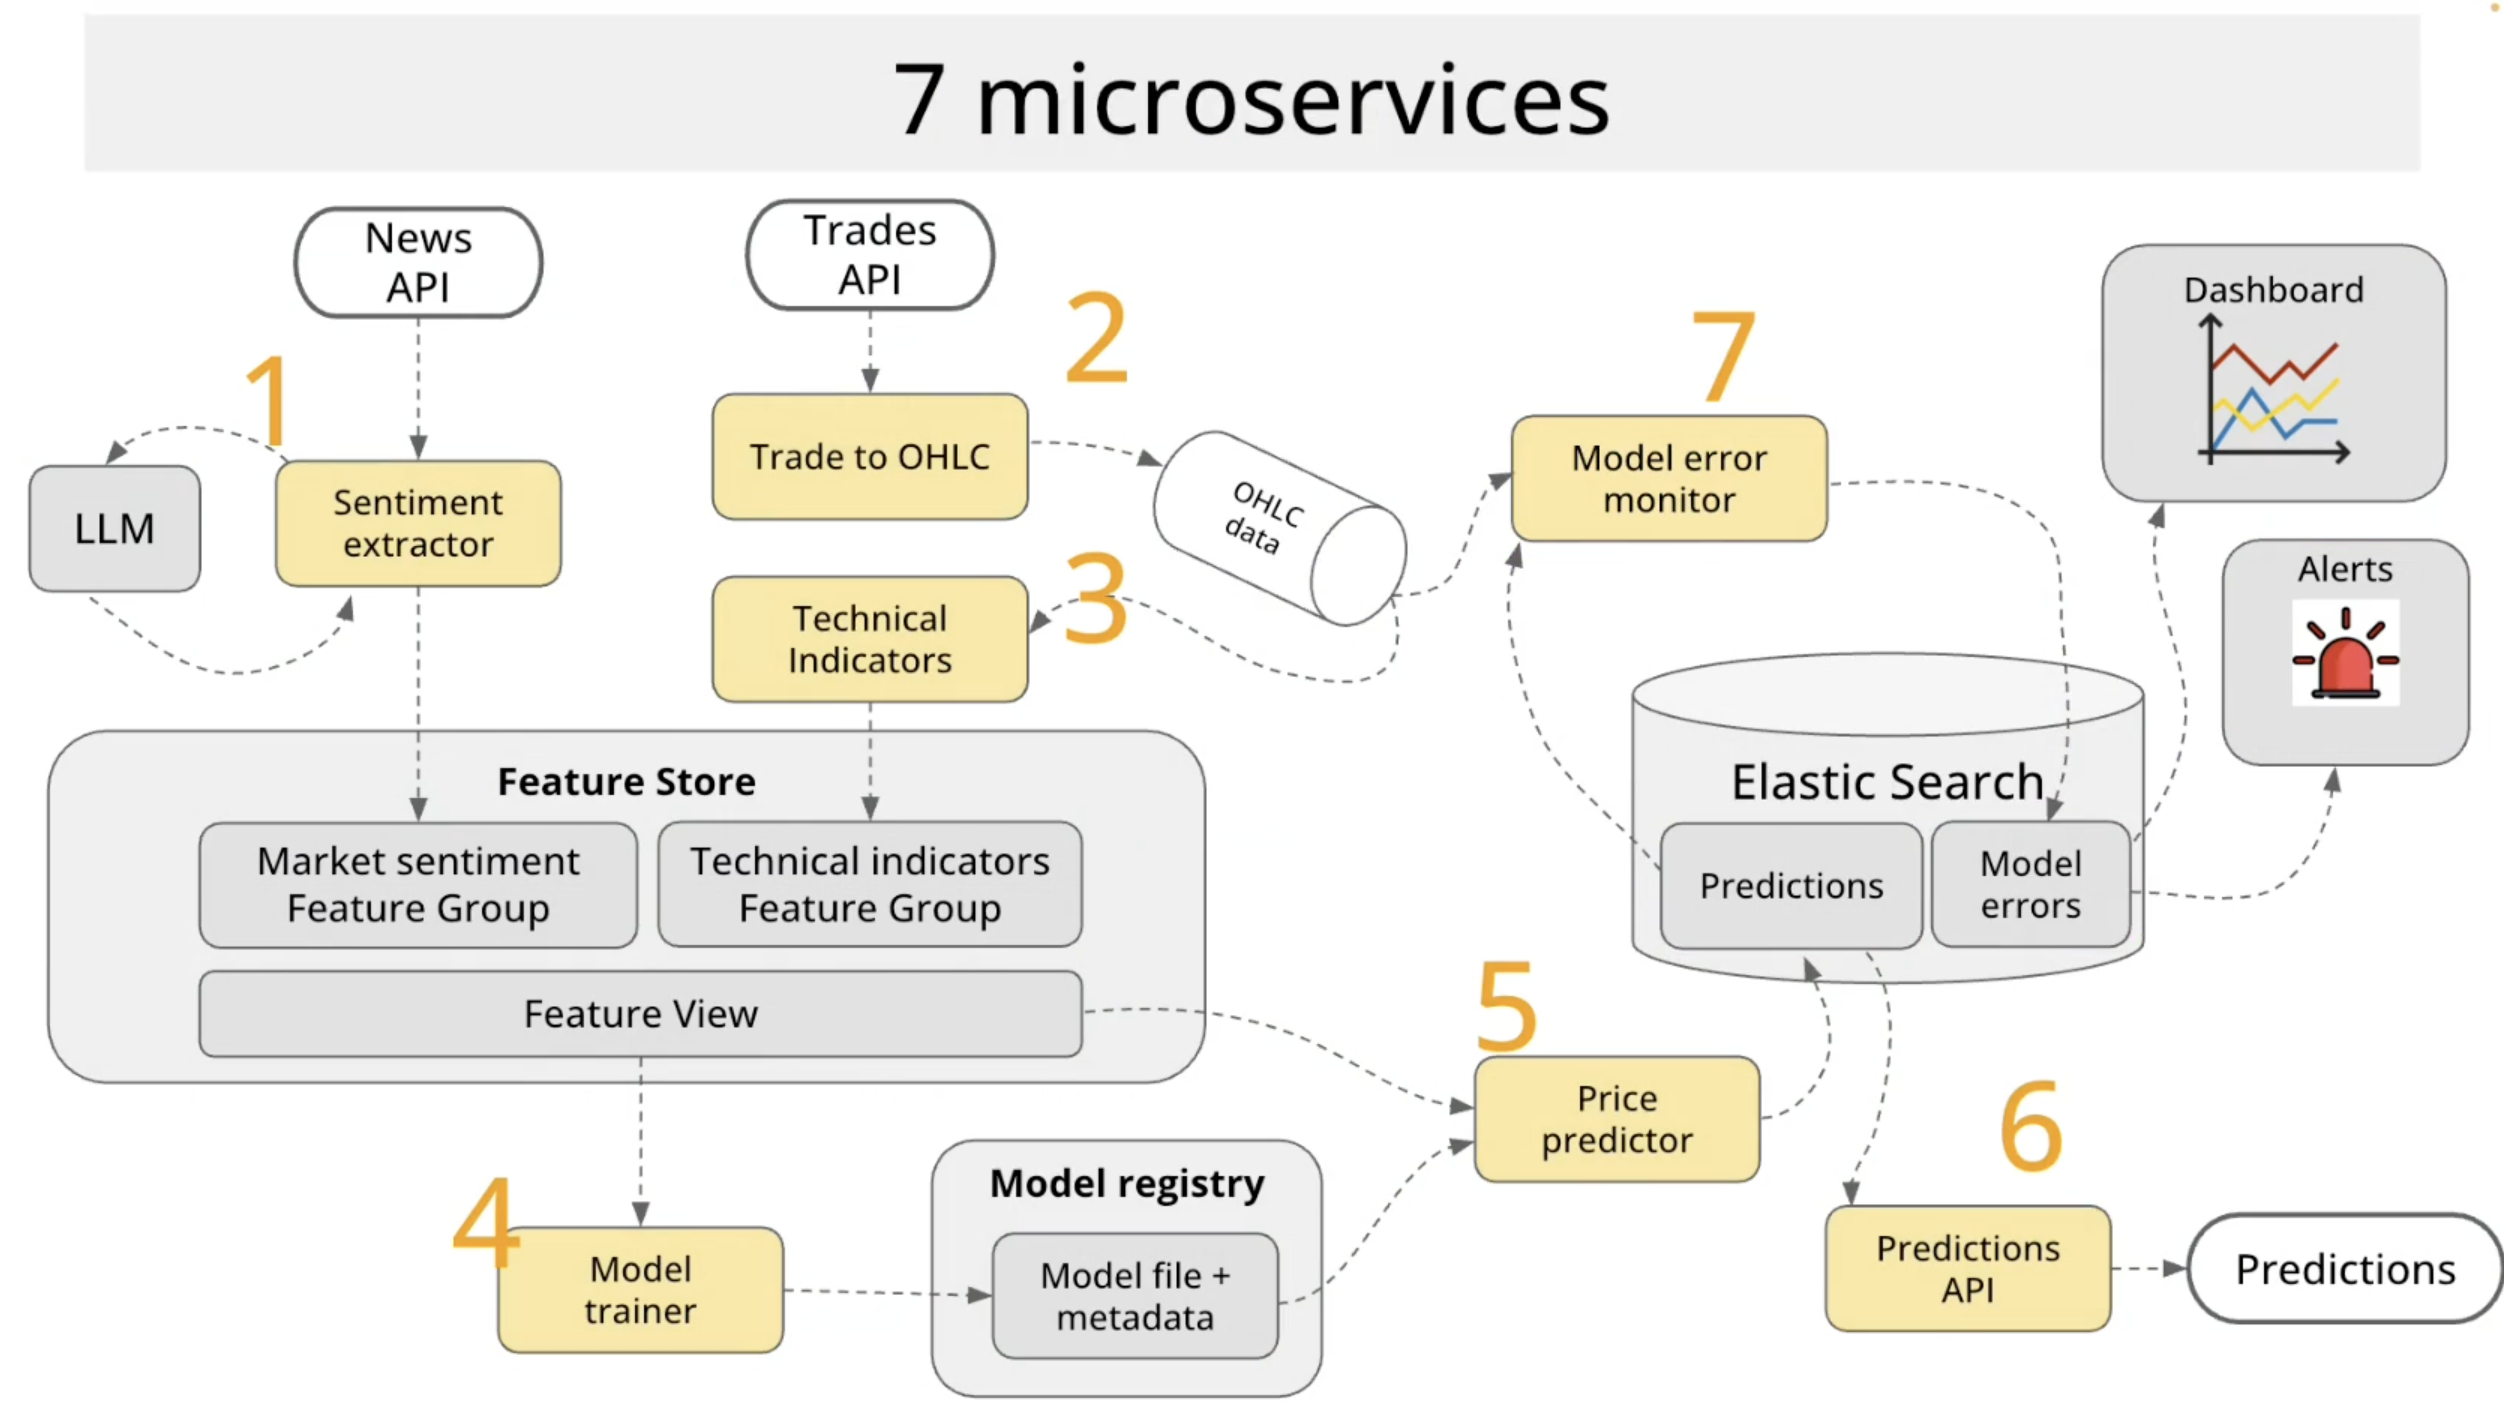 7 microservices
News
API
Trades
API
2
7
Dashboard
1
Trade to OHLC
OHLC
data
Model error
monitor
LLM
Sentiment
extractor
3
Technical
Indicators
Alerts
Feature Store
Elastic Search
Market sentiment
Feature Group
Technical indicators
Feature Group
Predictions
Model
errors
Feature View
5
Price
predictor
6
4
Model
trainer
Model registry
Model file +
metadata
Predictions
API
Predictions